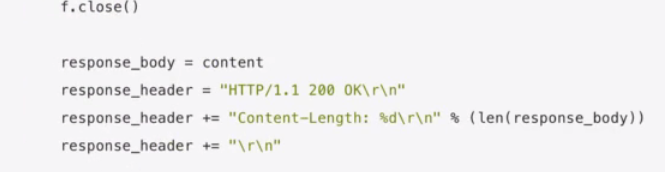 f.close()
response_body = content
response_header = "HTTP/1.1 200 OK\r\n"
response_header += "Content-Length: %d\r\n" % (len(response_body))
response_header += "\r\n"